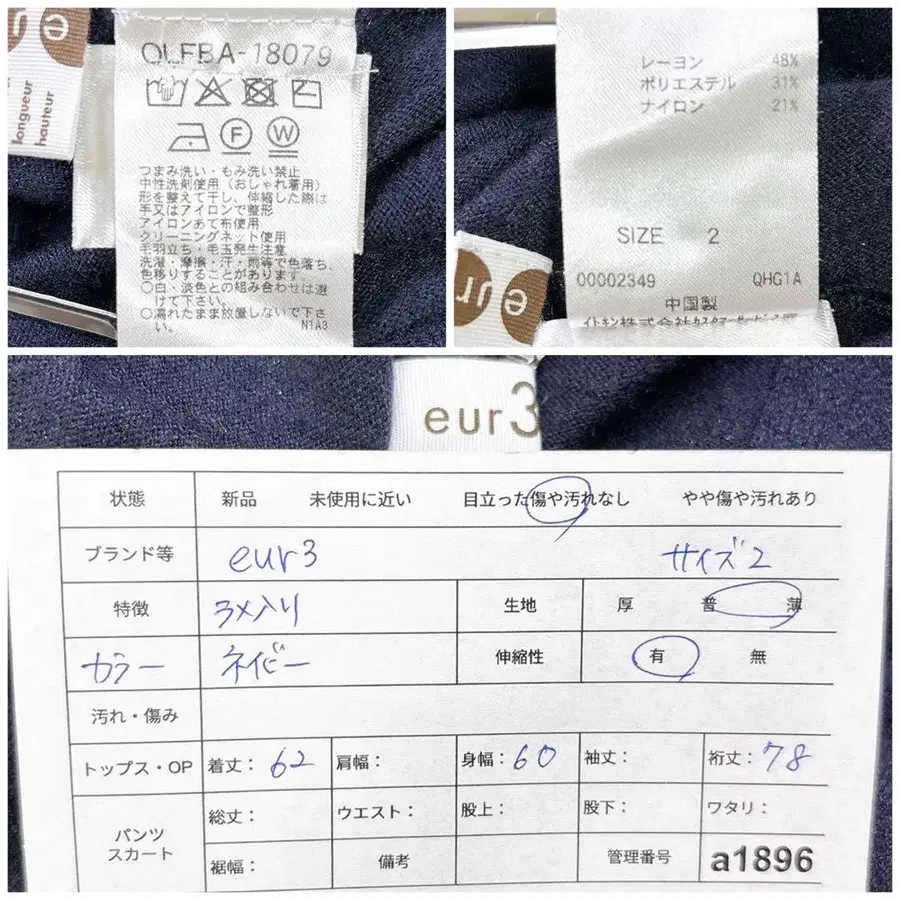 eur
longueur
hauteur
QLFBA-18079
F
W
つまみ洗い・もみ洗い禁止
中性洗剤使用(おしゃれ着用)
形を整えて干し、伸縮した際は
手又はアイロンで整形
アイロンあて布使用
クリーニングネット使用
毛羽立ち・毛玉発生注意
洗濯・摩擦・汗・雨等で色落ち、
色移りすることがあります。
○白、淡色との組み合わせは避
けて下さい。
○濡れたまま放置しないで下さ
い。
N1A3
レーヨン 48%
ポリエステル 31%
ナイロン 21%
SIZE 2
00002349 QHG1A
中国製
イトキン株式会社
eur
eur3
状態 新品 未使用に近い 目立った傷や汚れなし やや傷や汚れあり
ブランド等 eur3 サイズ2
特徴 ラメ入り 生地 厚 普 薄
カラー ネイビー 伸縮性 有 無
汚れ・傷み
トップス・OP 着丈: 62 肩幅: 身幅: 60 袖丈: 裄丈: 78
パンツ
スカート
総丈: ウエスト: 股上: 股下: ワタリ:
裾幅: 備考 管理番号 a1896